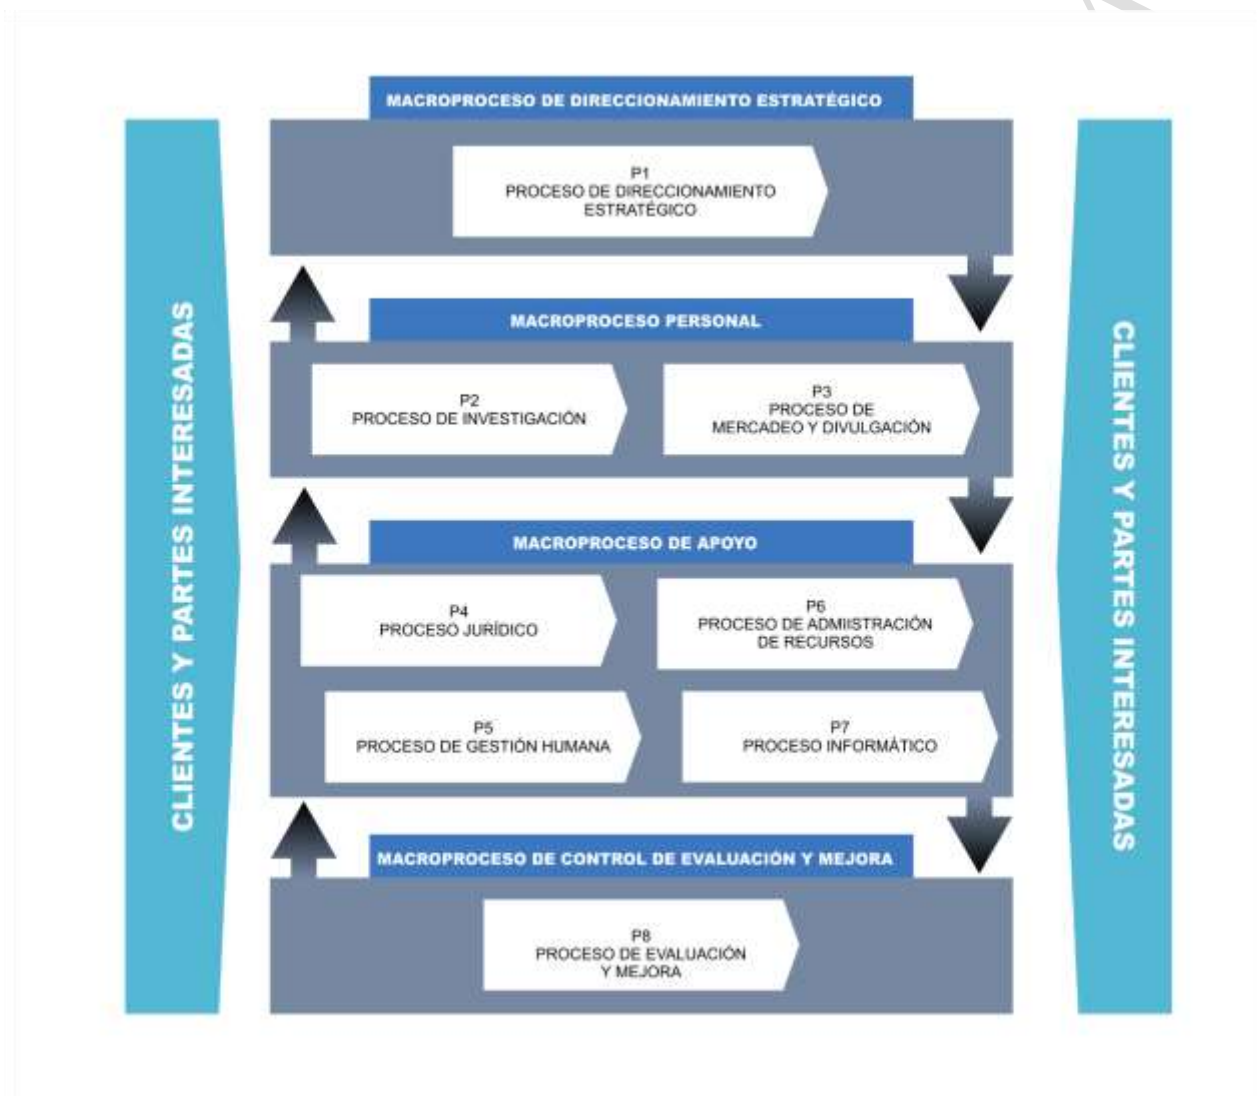 MACROPROCESO DE DIRECCIONAMIENTO ESTRATÉGICO
P1
PROCESO DE DIRECCIONAMIENTO
ESTRATÉGICO
CLIENTES Y PARTES INTERESADAS
MACROPROCESO PERSONAL
P2
PROCESO DE INVESTIGACIÓN
P3
PROCESO DE
MERCADEO Y DIVULGACIÓN
MACROPROCESO DE APOYO
P4
PROCESO JURÍDICO
P6
PROCESO DE ADMIISTRACIÓN
DE RECURSOS
P5
PROCESO DE GESTIÓN HUMANA
P7
PROCESO INFORMÁTICO
MACROPROCESO DE CONTROL DE EVALUACIÓN Y MEJORA
P8
PROCESO DE EVALUACIÓN
Y MEJORA
CLIENTES Y PARTES INTERESADAS